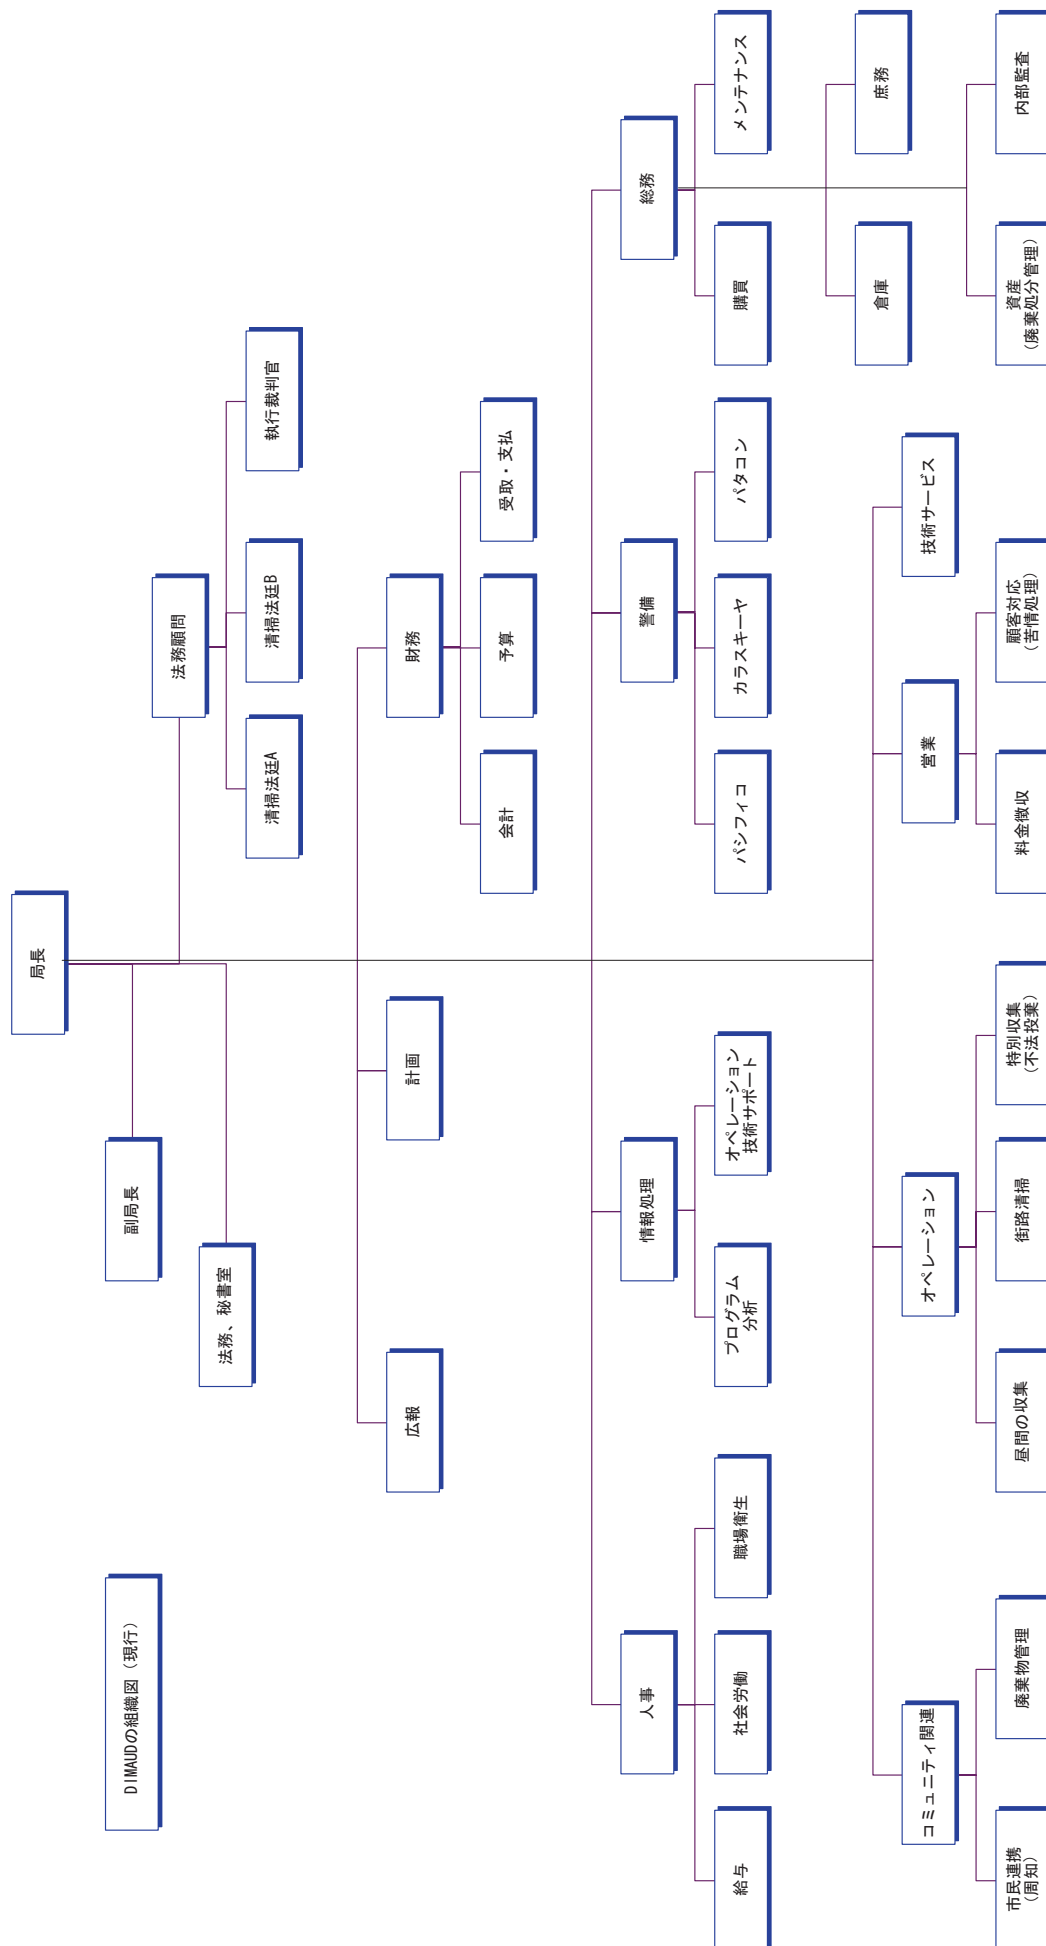 DIMAUDの組織図（現行）
局長
副局長
法務顧問
法務、秘書室
清掃法廷A
清掃法廷B
執行裁判官
広報
計画
財務
会計
予算
受取・支払
人事
情報処理
警備
総務
給与
社会労働
職場衛生
プログラム
分析
オペレーション
技術サポート
パシフィコ
カラスキーヤ
パタコン
購買
メンテナンス
倉庫
庶務
コミュニティ関連
オペレーション
営業
技術サービス
市民連携
（周知）
廃棄物管理
昼間の収集
街路清掃
特別収集
（不法投棄）
料金徴収
顧客対応
（苦情処理）
資産
（廃棄処分管理）
内部監査